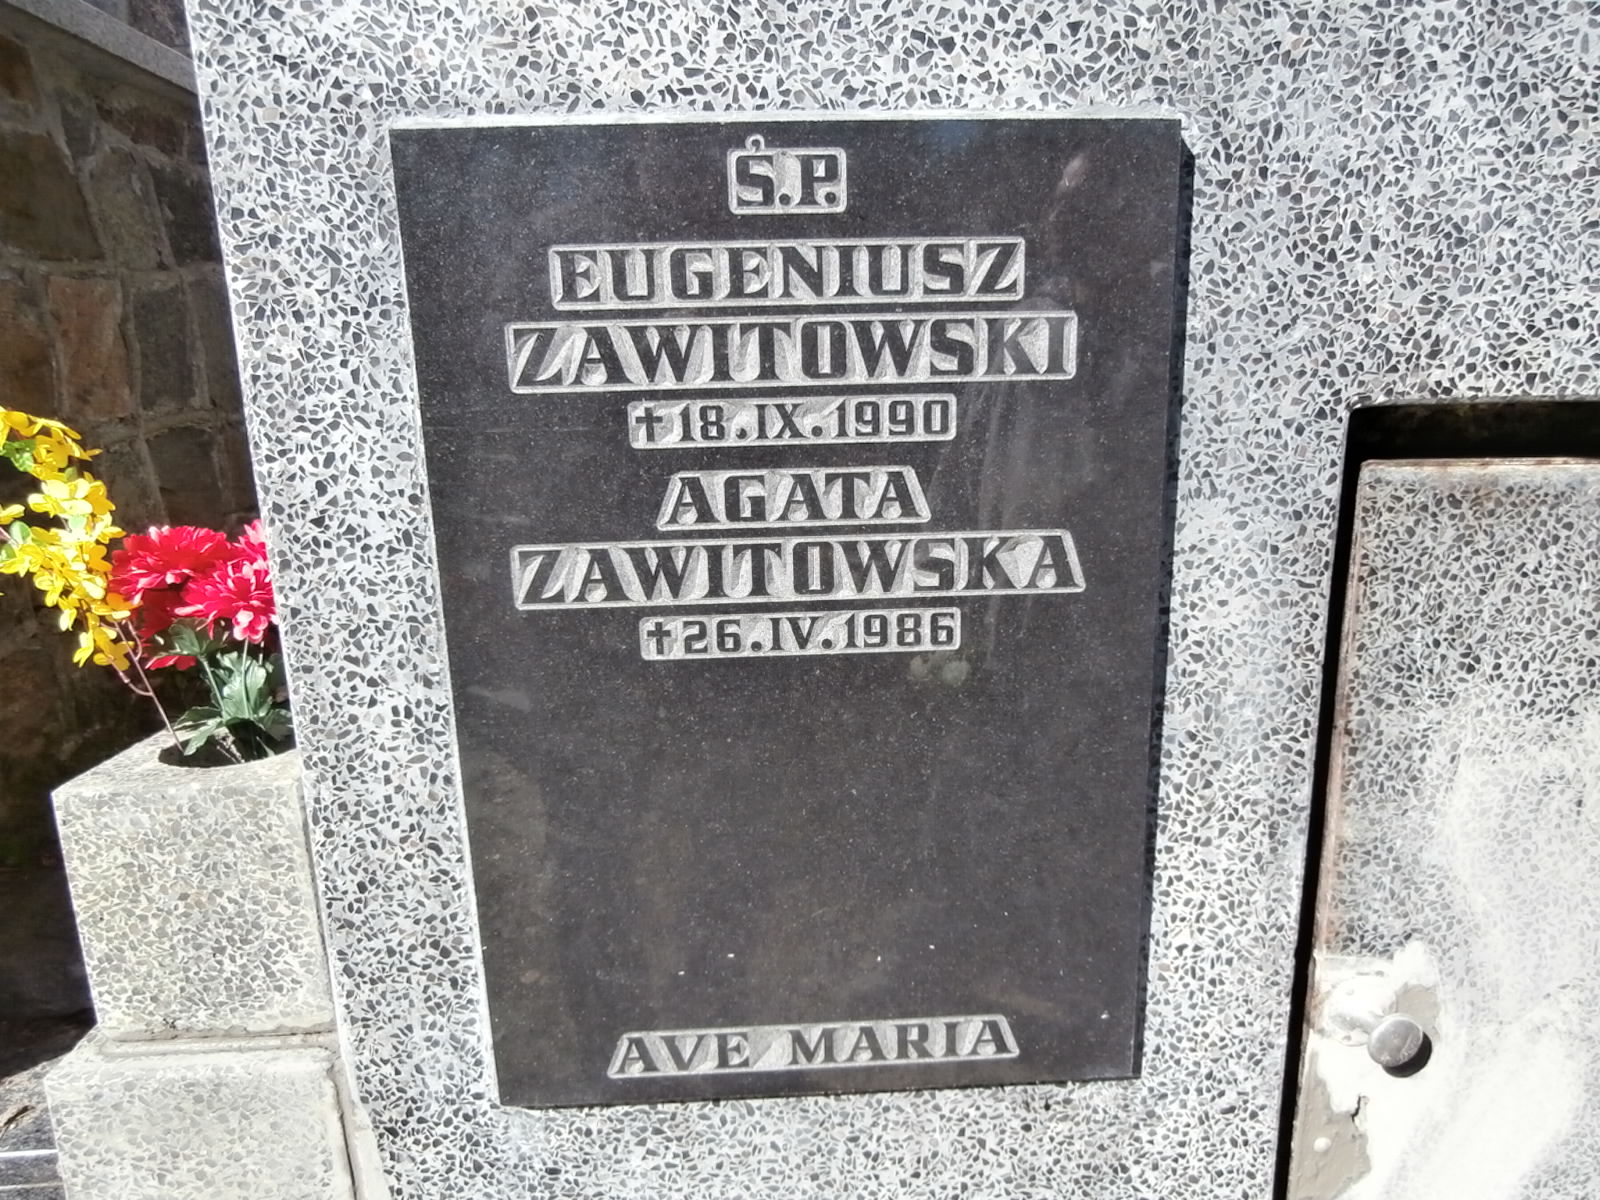 Ś.P.
EUGENIUSZ
ZAWITOWSKI
✝18.IX.1990
AGATA
ZAWITOWSKA
✝26.IV.1986
AVE MARIA